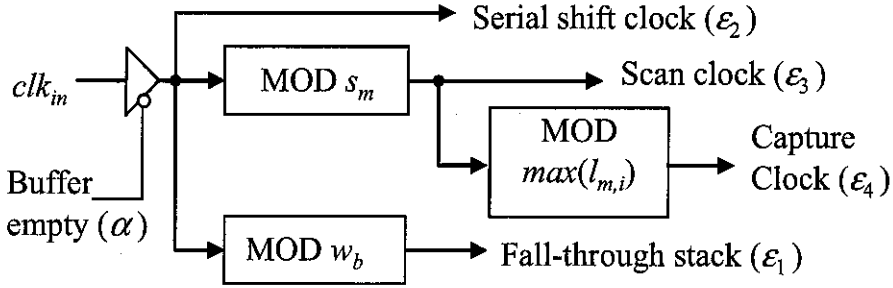 Serial shift clock (ε₂)
clkᵢₙ
MOD sₘ
Scan clock (ε₃)
MOD
max(lₘ,ᵢ)
Capture
Clock (ε₄)
Buffer
empty (α)
MOD w_b
Fall-through stack (ε₁)